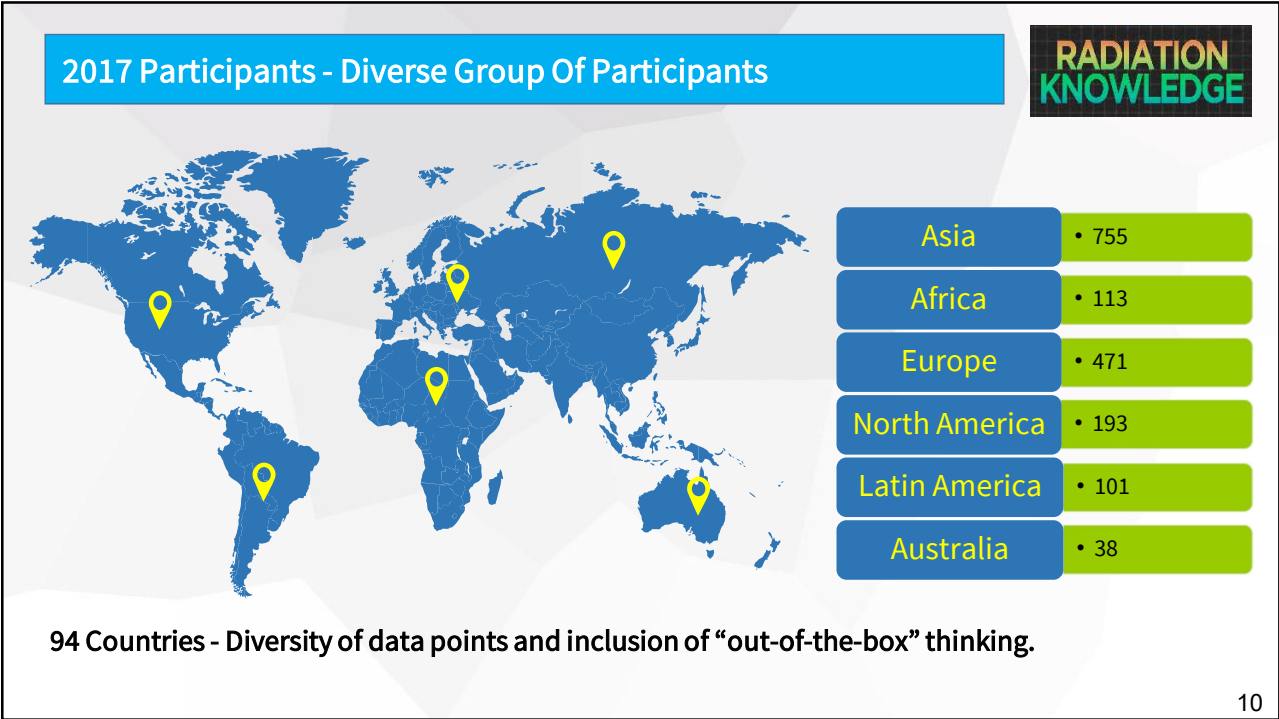 2017 Participants - Diverse Group Of Participants
RADIATION
KNOWLEDGE
Asia
• 755
Africa
• 113
Europe
• 471
North America
• 193
Latin America
• 101
Australia
• 38
94 Countries - Diversity of data points and inclusion of “out-of-the-box” thinking.
10